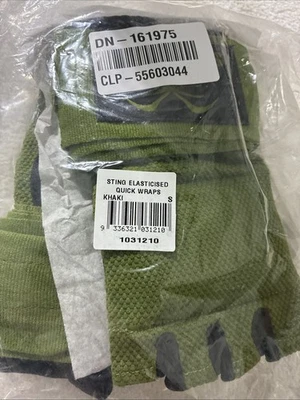 DN-161975
CLP-55603044
STING ELASTICISED
QUICK WRAPS
KHAKI S
9 336321 031210
1031210